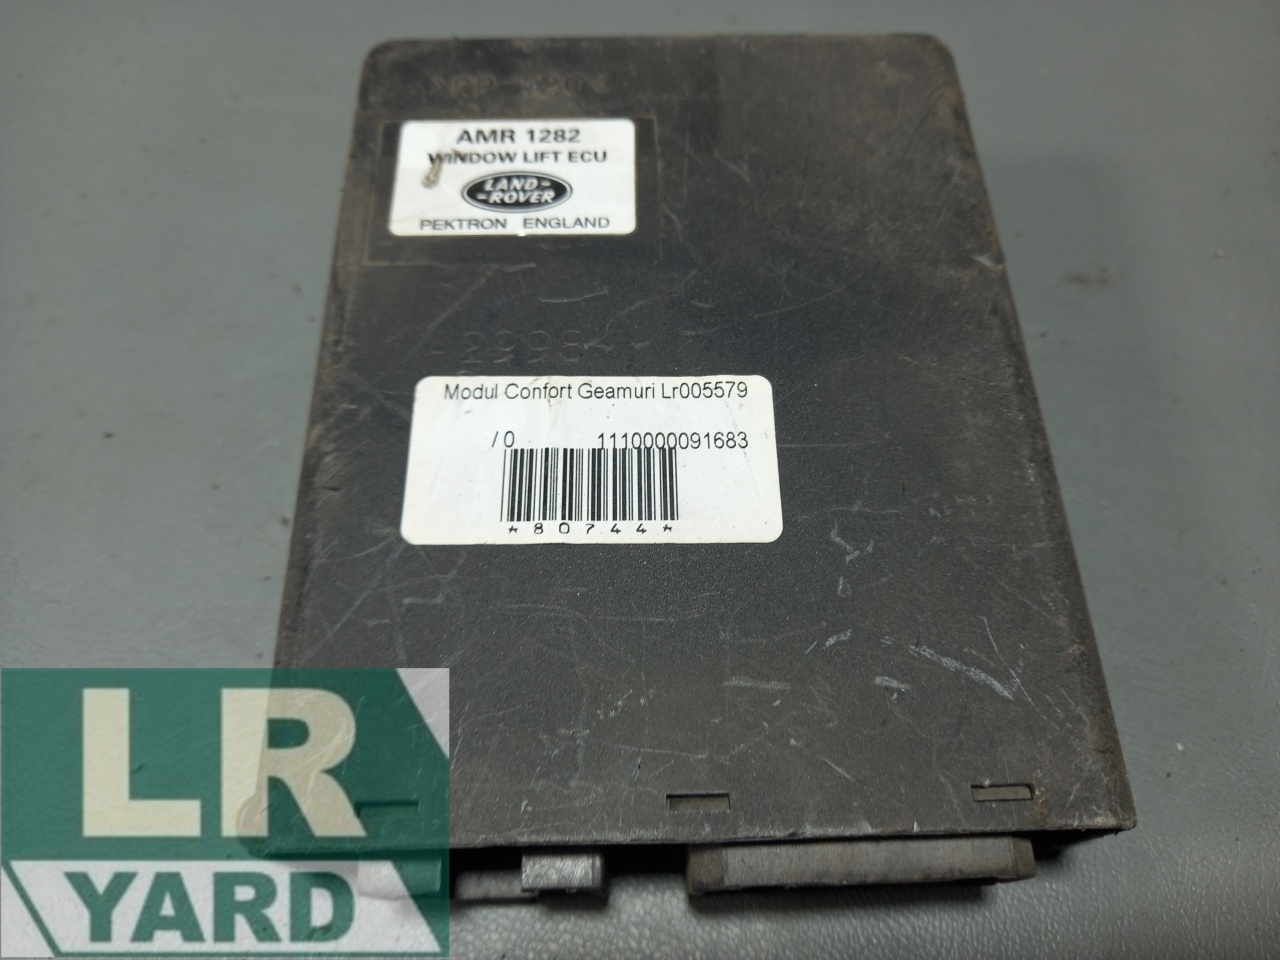 AMR 1282
WINDOW LIFT ECU
LAND-
-ROVER
PEKTRON ENGLAND
Modul Confort Geamuri Lr005579
/0 1110000091683
*80744*
LR
YARD